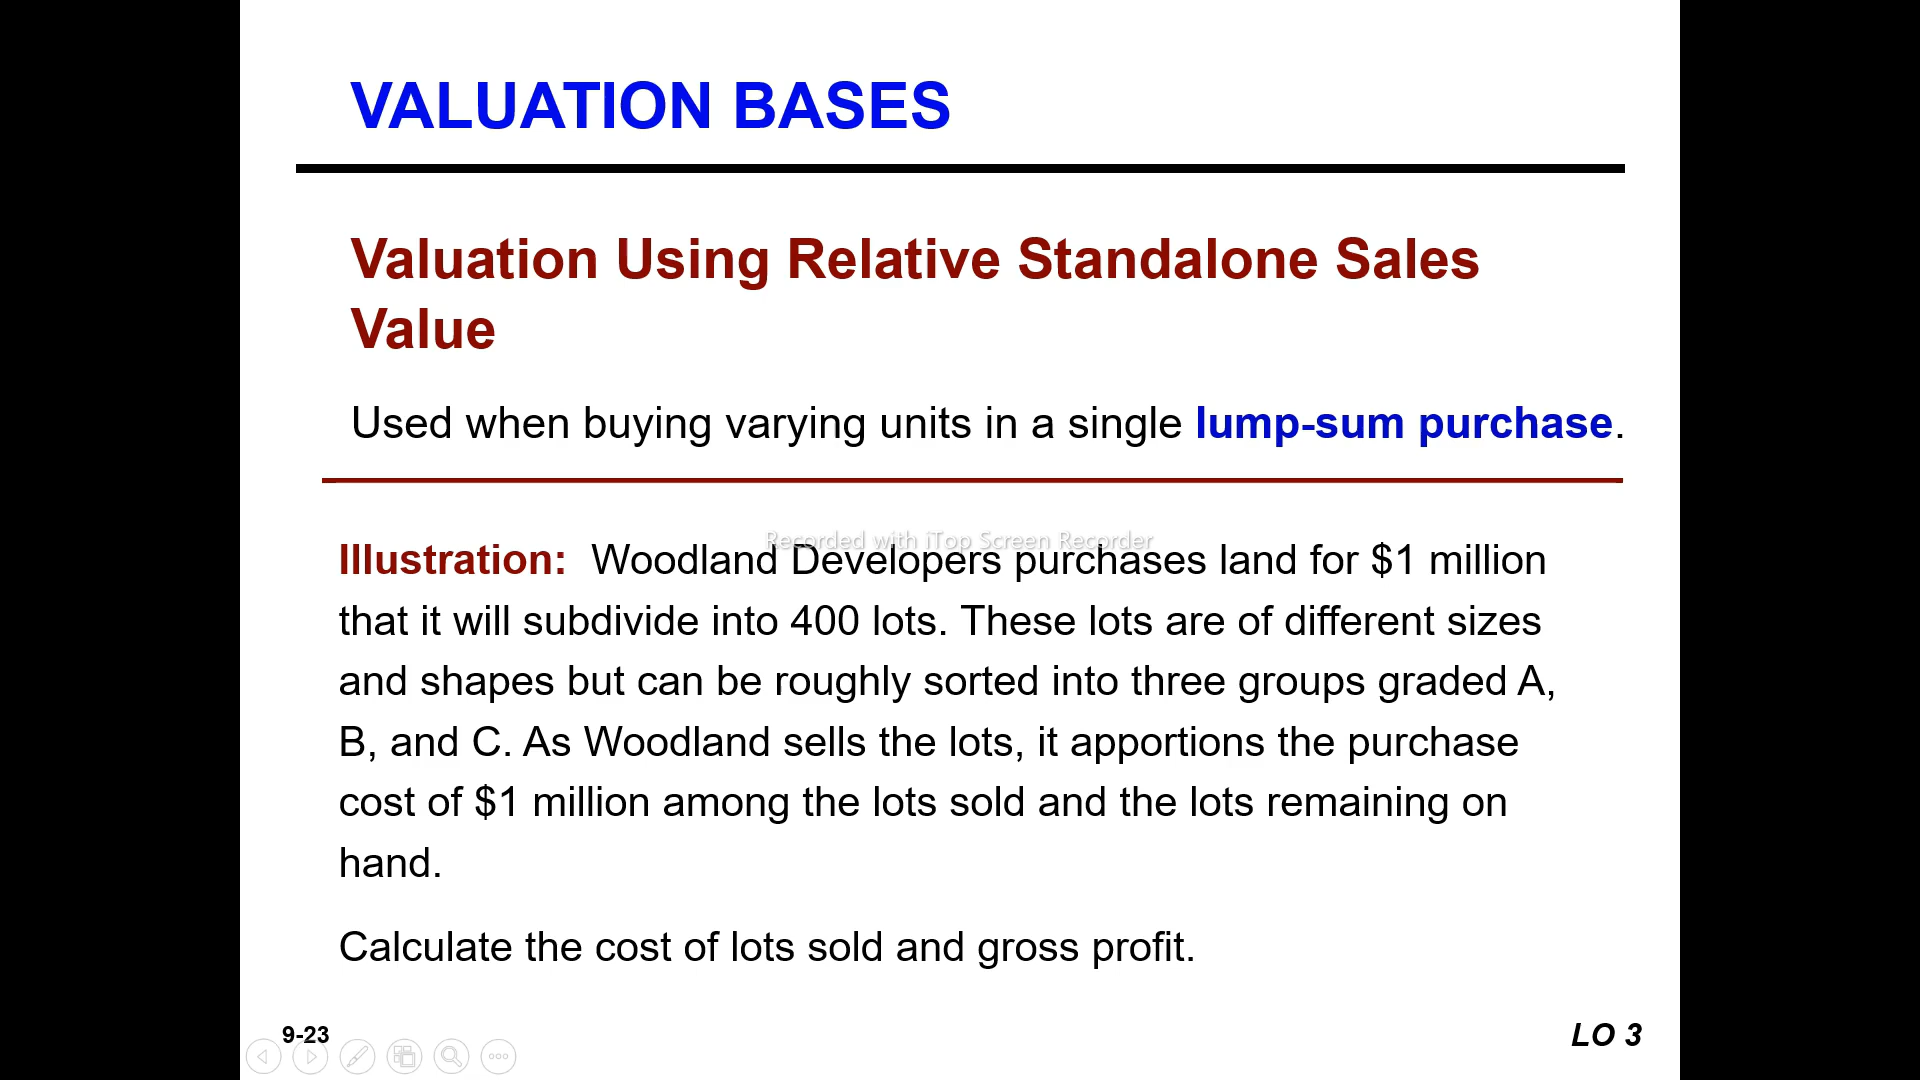 VALUATION BASES
Valuation Using Relative Standalone Sales
Value
Used when buying varying units in a single lump-sum purchase.
Recorded with iTop Screen Recorder
Illustration: Woodland Developers purchases land for $1 million
that it will subdivide into 400 lots. These lots are of different sizes
and shapes but can be roughly sorted into three groups graded A,
B, and C. As Woodland sells the lots, it apportions the purchase
cost of $1 million among the lots sold and the lots remaining on
hand.
Calculate the cost of lots sold and gross profit.
9-23
LO 3